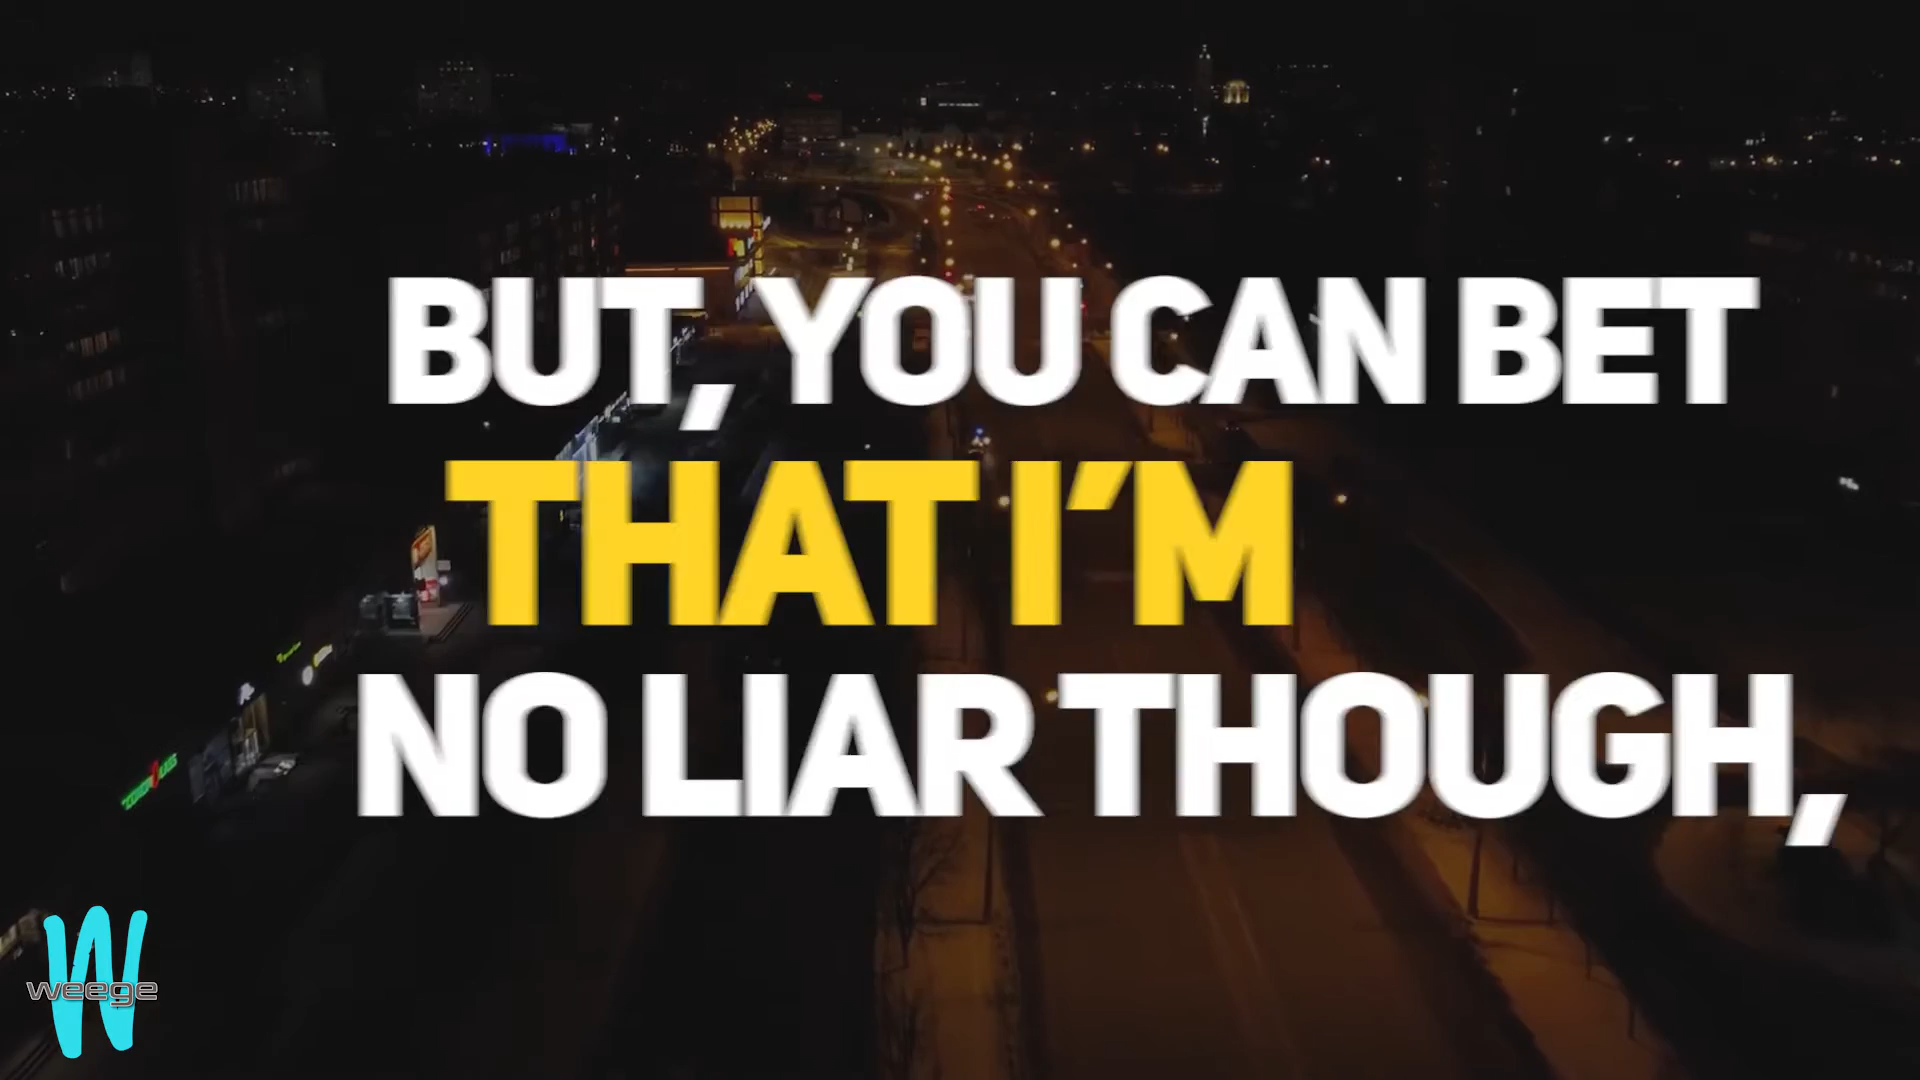 BUT, YOU CAN BET
THAT I'M
NO LIAR THOUGH,
W
weege